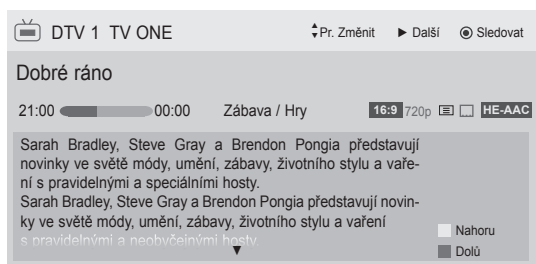 DTV 1 TV ONE Pr. Změnit Další Sledovat
Dobré ráno
21:00 00:00 Zábava / Hry 16:9 720p HE-AAC
Sarah Bradley, Steve Gray a Brendon Pongia představují
novinky ve světě módy, umění, zábavy, životního stylu a vaře-
ní s pravidelnými a speciálními hosty.
Sarah Bradley, Steve Gray a Brendon Pongia představují novin-
ky ve světě módy, umění, zábavy, životního stylu a vaření
s pravidelnými a neobyčejnými hosty.
Nahoru
Dolů